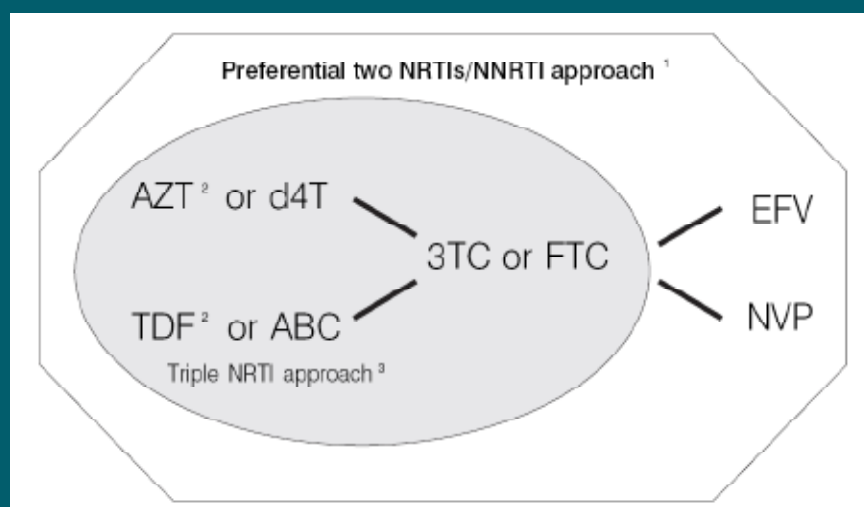 Preferential two NRTIs/NNRTI approach ¹
AZT ² or d4T
EFV
3TC or FTC
TDF ² or ABC
NVP
Triple NRTI approach ³